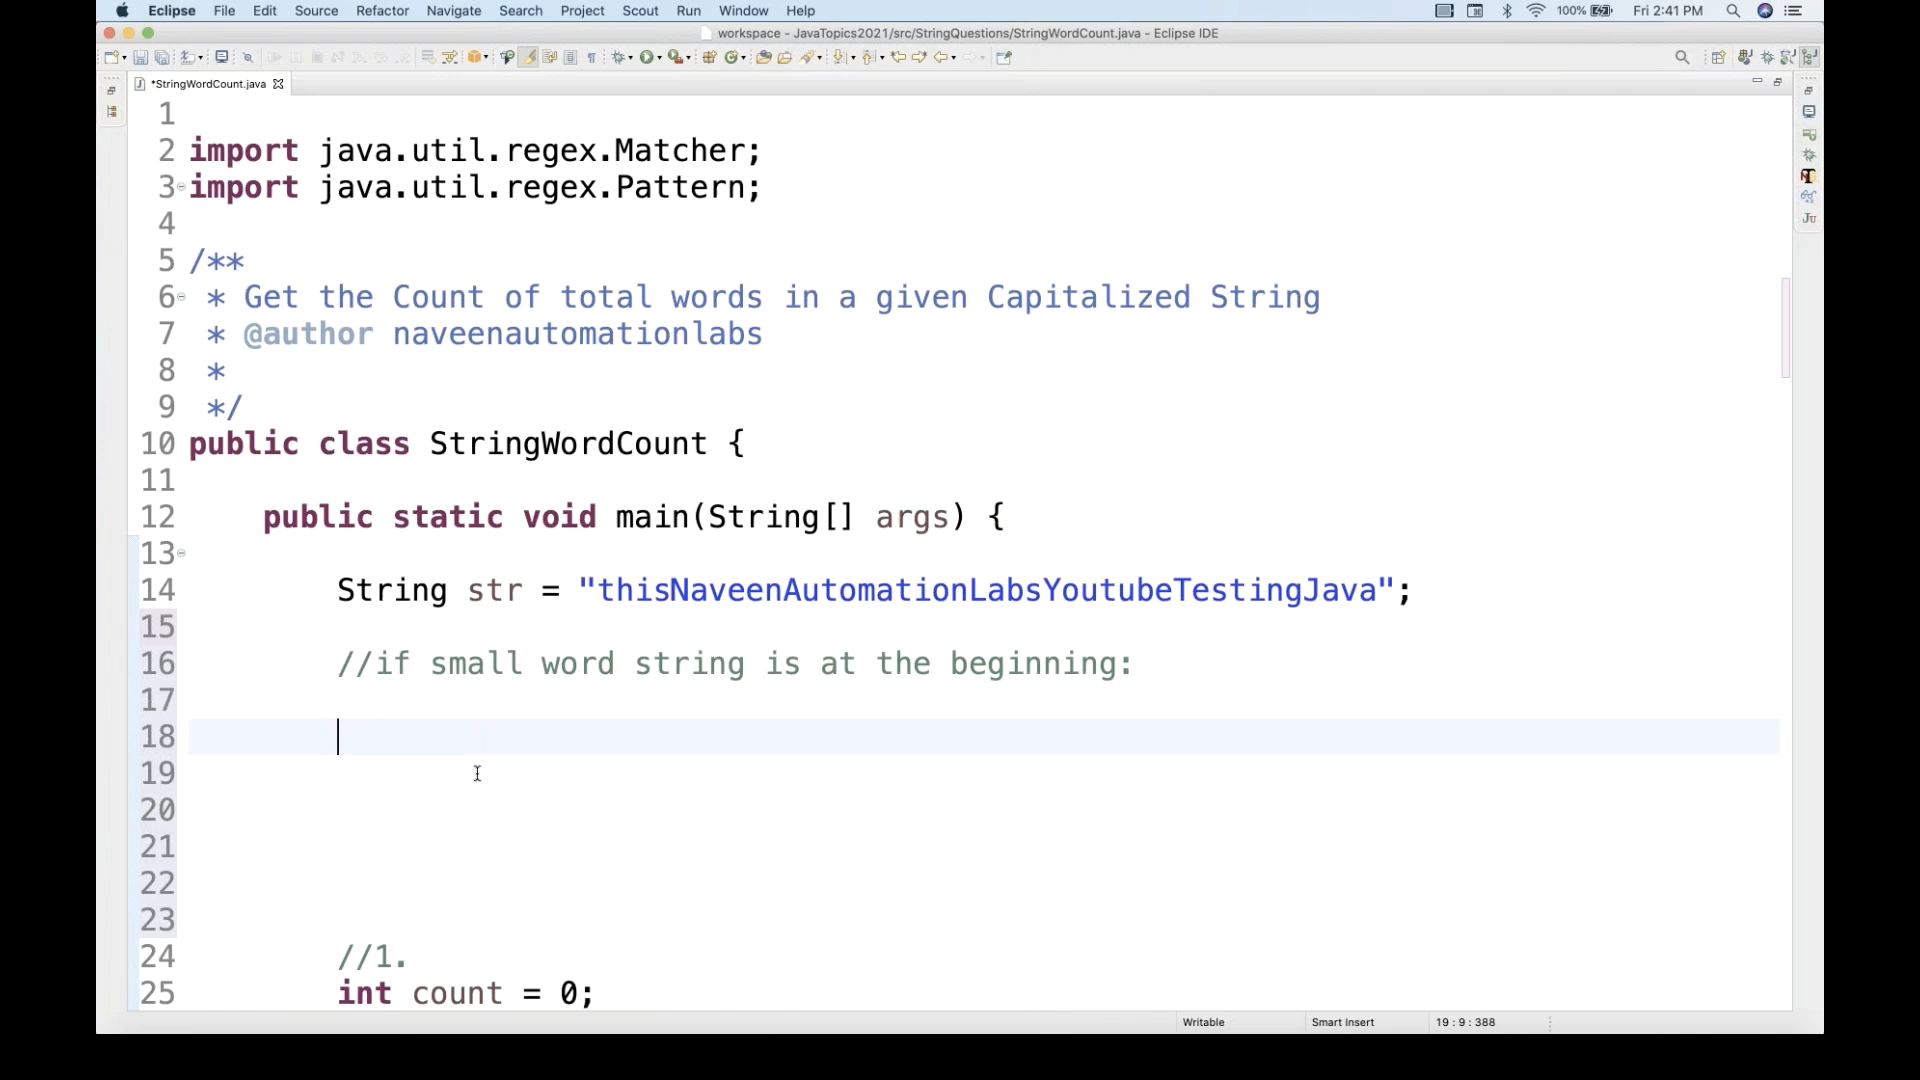 Eclipse File Edit Source Refactor Navigate Search Project Scout Run Window Help 100% Fri 2:41 PM
workspace - JavaTopics2021/src/StringQuestions/StringWordCount.java - Eclipse IDE
*StringWordCount.java
1
2 import java.util.regex.Matcher;
3 import java.util.regex.Pattern;
4
5 /**
6 * Get the Count of total words in a given Capitalized String
7 * @author naveenautomationlabs
8 *
9 */
10 public class StringWordCount {
11
12 public static void main(String[] args) {
13
14 String str = "thisNaveenAutomationLabsYoutubeTestingJava";
15
16 //if small word string is at the beginning:
17
18
19
20
21
22
23
24 //1.
25 int count = 0;
Writable Smart Insert 19 : 9 : 388
Ju